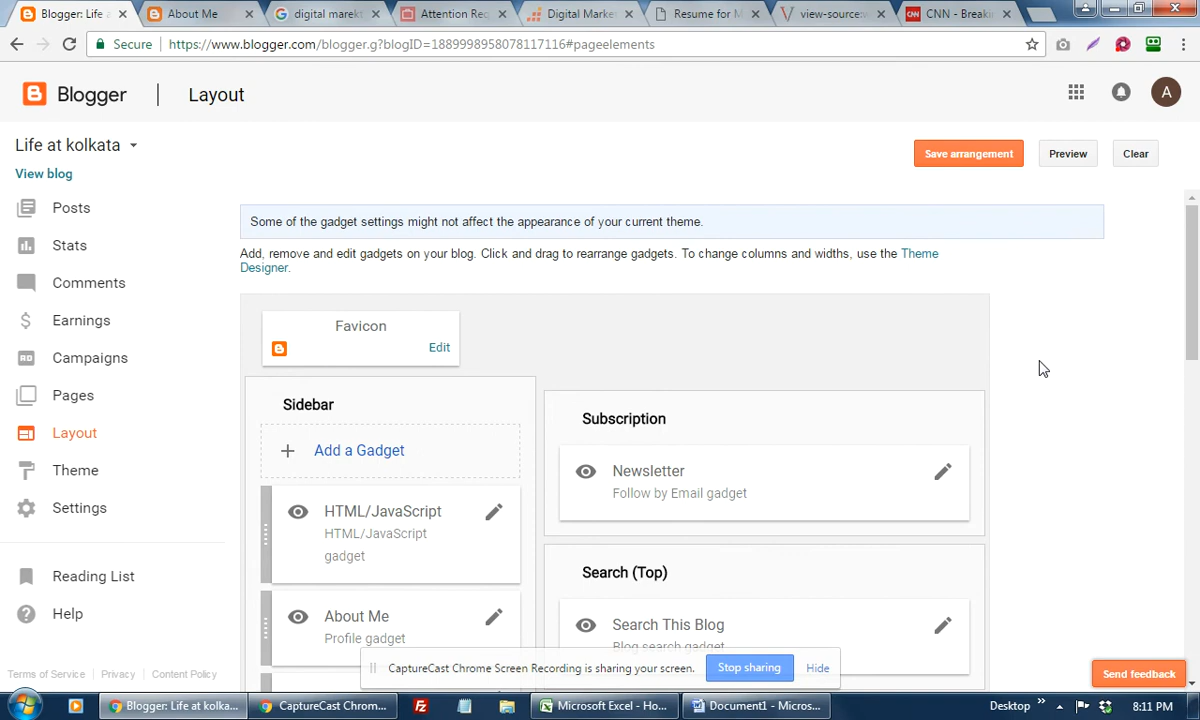 Blogger: Life a
About Me
digital marekt
Attention Rec
Digital Marke
Resume for M
view-source:w
CNN - Breaki
Secure
https://www.blogger.com/blogger.g?blogID=1889998958078117116#pageelements
Blogger
Layout
A
Life at kolkata
View blog
Save arrangement
Preview
Clear
Posts
Stats
Comments
Earnings
Campaigns
Pages
Layout
Theme
Settings
Reading List
Help
Terms of Service
Privacy
Content Policy
Some of the gadget settings might not affect the appearance of your current theme.
Add, remove and edit gadgets on your blog. Click and drag to rearrange gadgets. To change columns and widths, use the Theme
Designer.
Favicon
Edit
Sidebar
Add a Gadget
HTML/JavaScript
HTML/JavaScript
gadget
About Me
Profile gadget
Subscription
Newsletter
Follow by Email gadget
Search (Top)
Search This Blog
Blog search gadget
CaptureCast Chrome Screen Recording is sharing your screen.
Stop sharing
Hide
Send feedback
Blogger: Life at kolka...
CaptureCast Chrom...
Microsoft Excel - Ho...
Document1 - Micros...
Desktop
8:11 PM